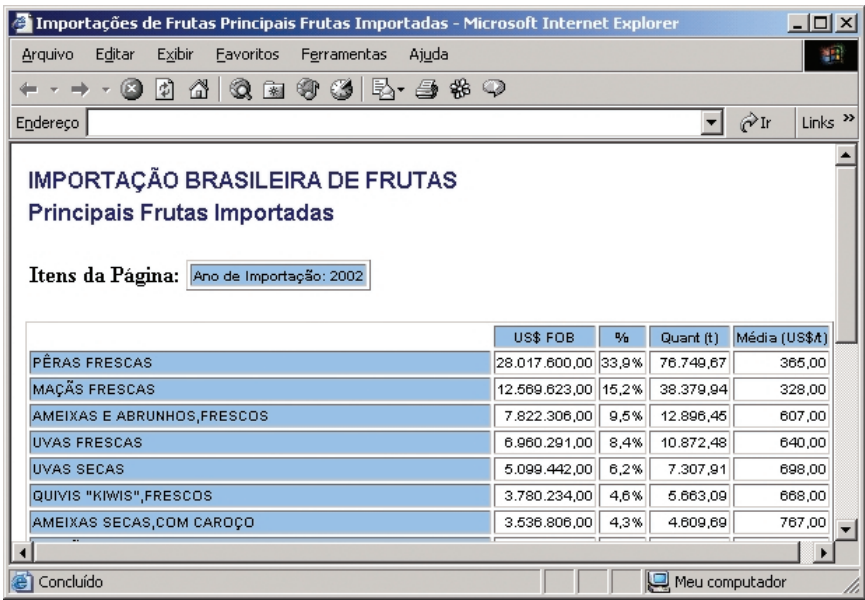 Importações de Frutas Principais Frutas Importadas - Microsoft Internet Explorer
Arquivo Editar Exibir Favoritos Ferramentas Ajuda
Endereço Ir Links »
IMPORTAÇÃO BRASILEIRA DE FRUTAS
Principais Frutas Importadas
Itens da Página: Ano de Importação: 2002
US$ FOB % Quant (t) Média (US$/t)
PÊRAS FRESCAS 28.017.600,00 33,9% 76.749,67 365,00
MAÇÃS FRESCAS 12.569.623,00 15,2% 38.379,94 328,00
AMEIXAS E ABRUNHOS,FRESCOS 7.822.306,00 9,5% 12.896,45 607,00
UVAS FRESCAS 6.960.291,00 8,4% 10.872,48 640,00
UVAS SECAS 5.099.442,00 6,2% 7.307,91 698,00
QUIVIS "KIWIS",FRESCOS 3.780.234,00 4,6% 5.663,09 668,00
AMEIXAS SECAS,COM CAROÇO 3.536.806,00 4,3% 4.609,69 767,00
Concluído Meu computador